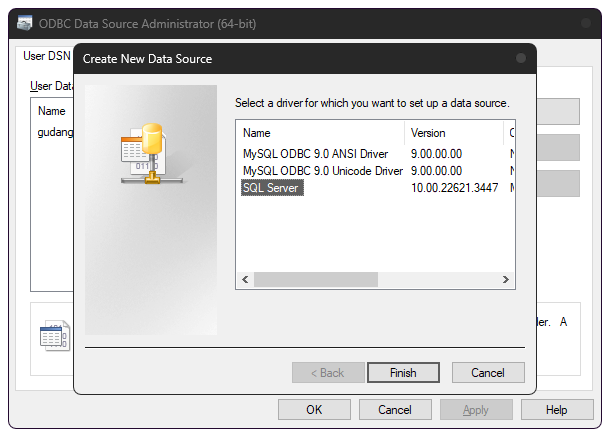 ODBC Data Source Administrator (64-bit)
User DSN
Create New Data Source
User Data
Name
gudang
Select a driver for which you want to set up a data source.
Name Version
MySQL ODBC 9.0 ANSI Driver 9.00.00.00
MySQL ODBC 9.0 Unicode Driver 9.00.00.00
SQL Server 10.00.22621.3447
A
< Back Finish Cancel
OK Cancel Apply Help